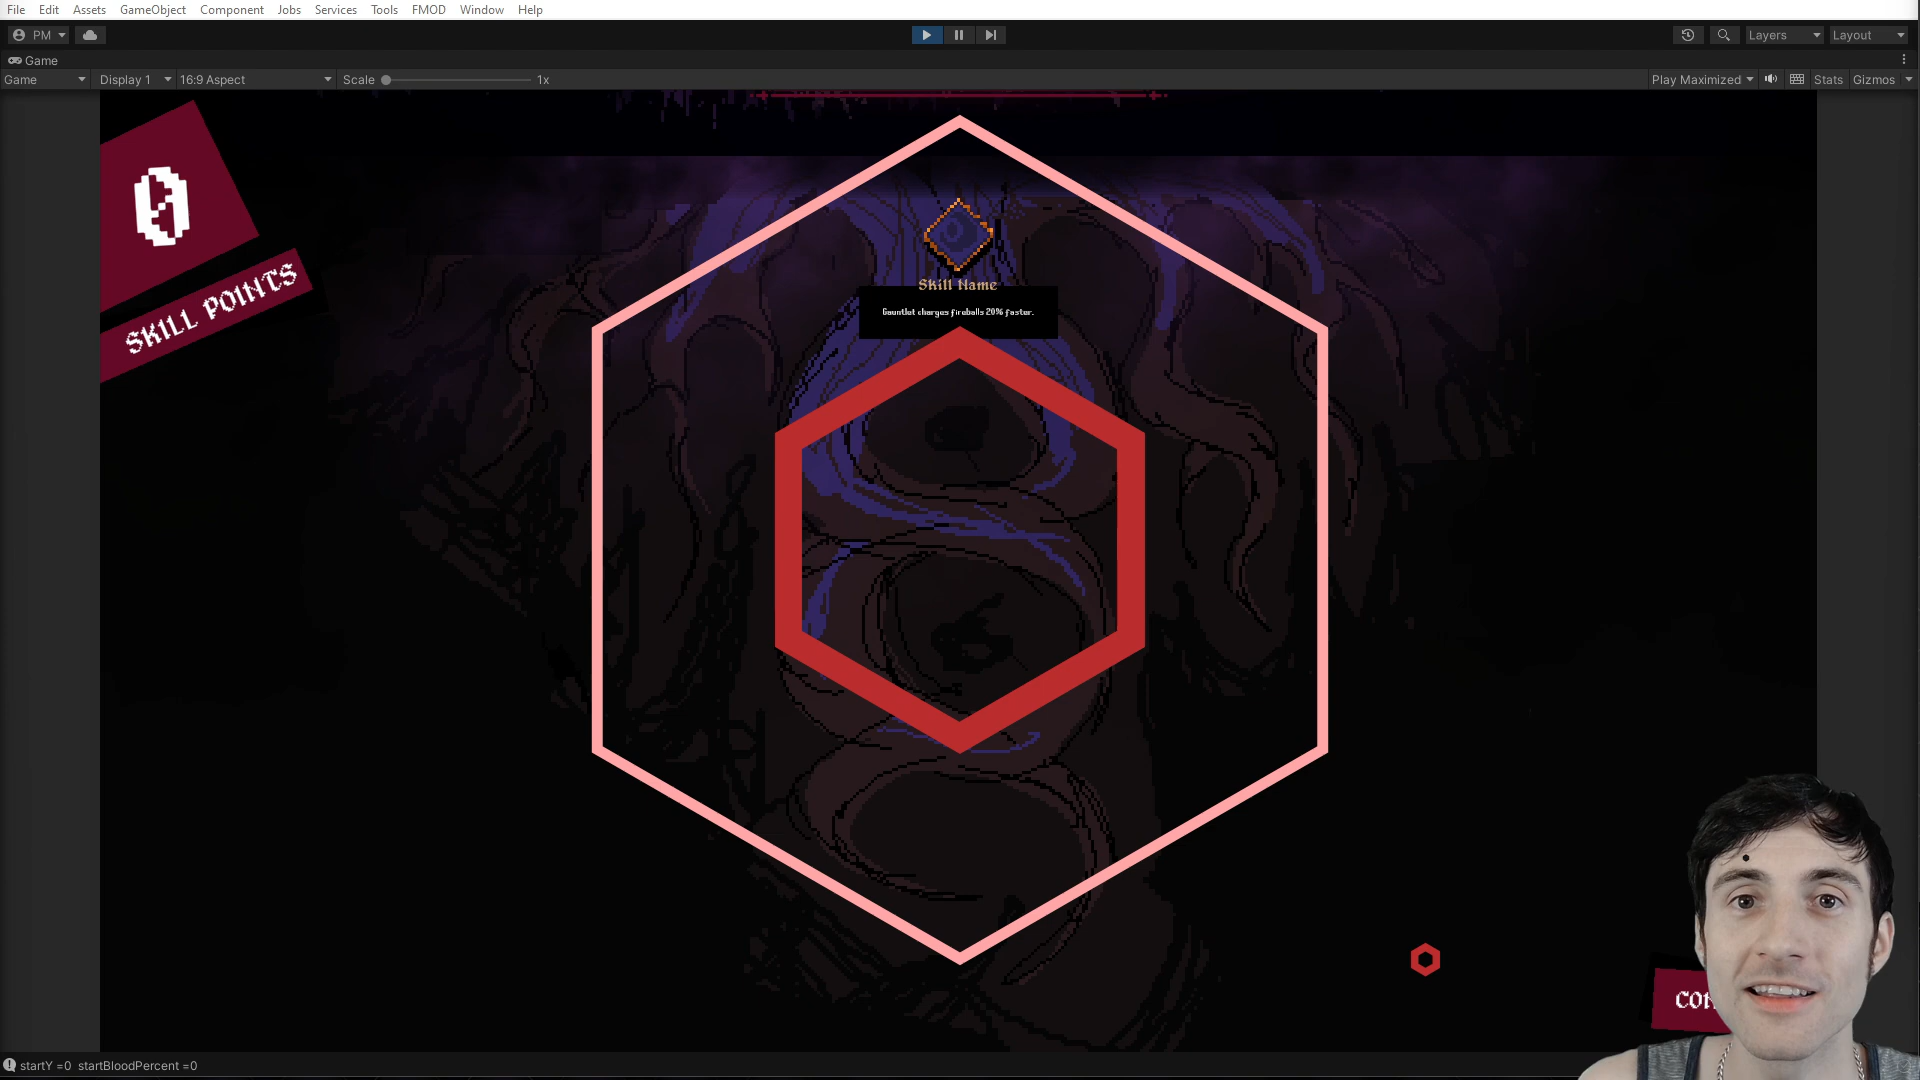 File Edit Assets GameObject Component Jobs Services Tools FMOD Window Help
PM Layers Layout
Game
Game Display 1 16:9 Aspect Scale 1x Play Maximized Stats Gizmos
0
SKILL POINTS
Skill Name
Gauntlet charges fireballs 20% faster.
startY =0 startBloodPercent =0